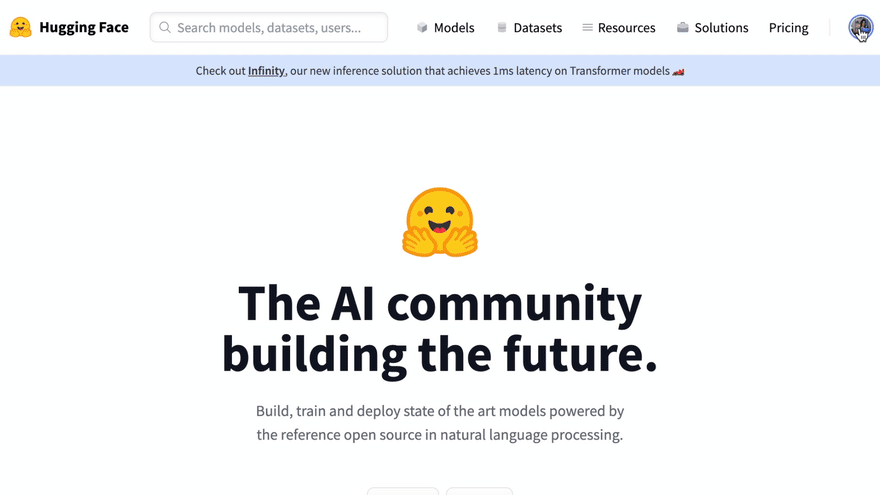 Hugging Face
Search models, datasets, users...
Models
Datasets
Resources
Solutions
Pricing
Check out Infinity, our new inference solution that achieves 1ms latency on Transformer models
The AI community
building the future.
Build, train and deploy state of the art models powered by
the reference open source in natural language processing.